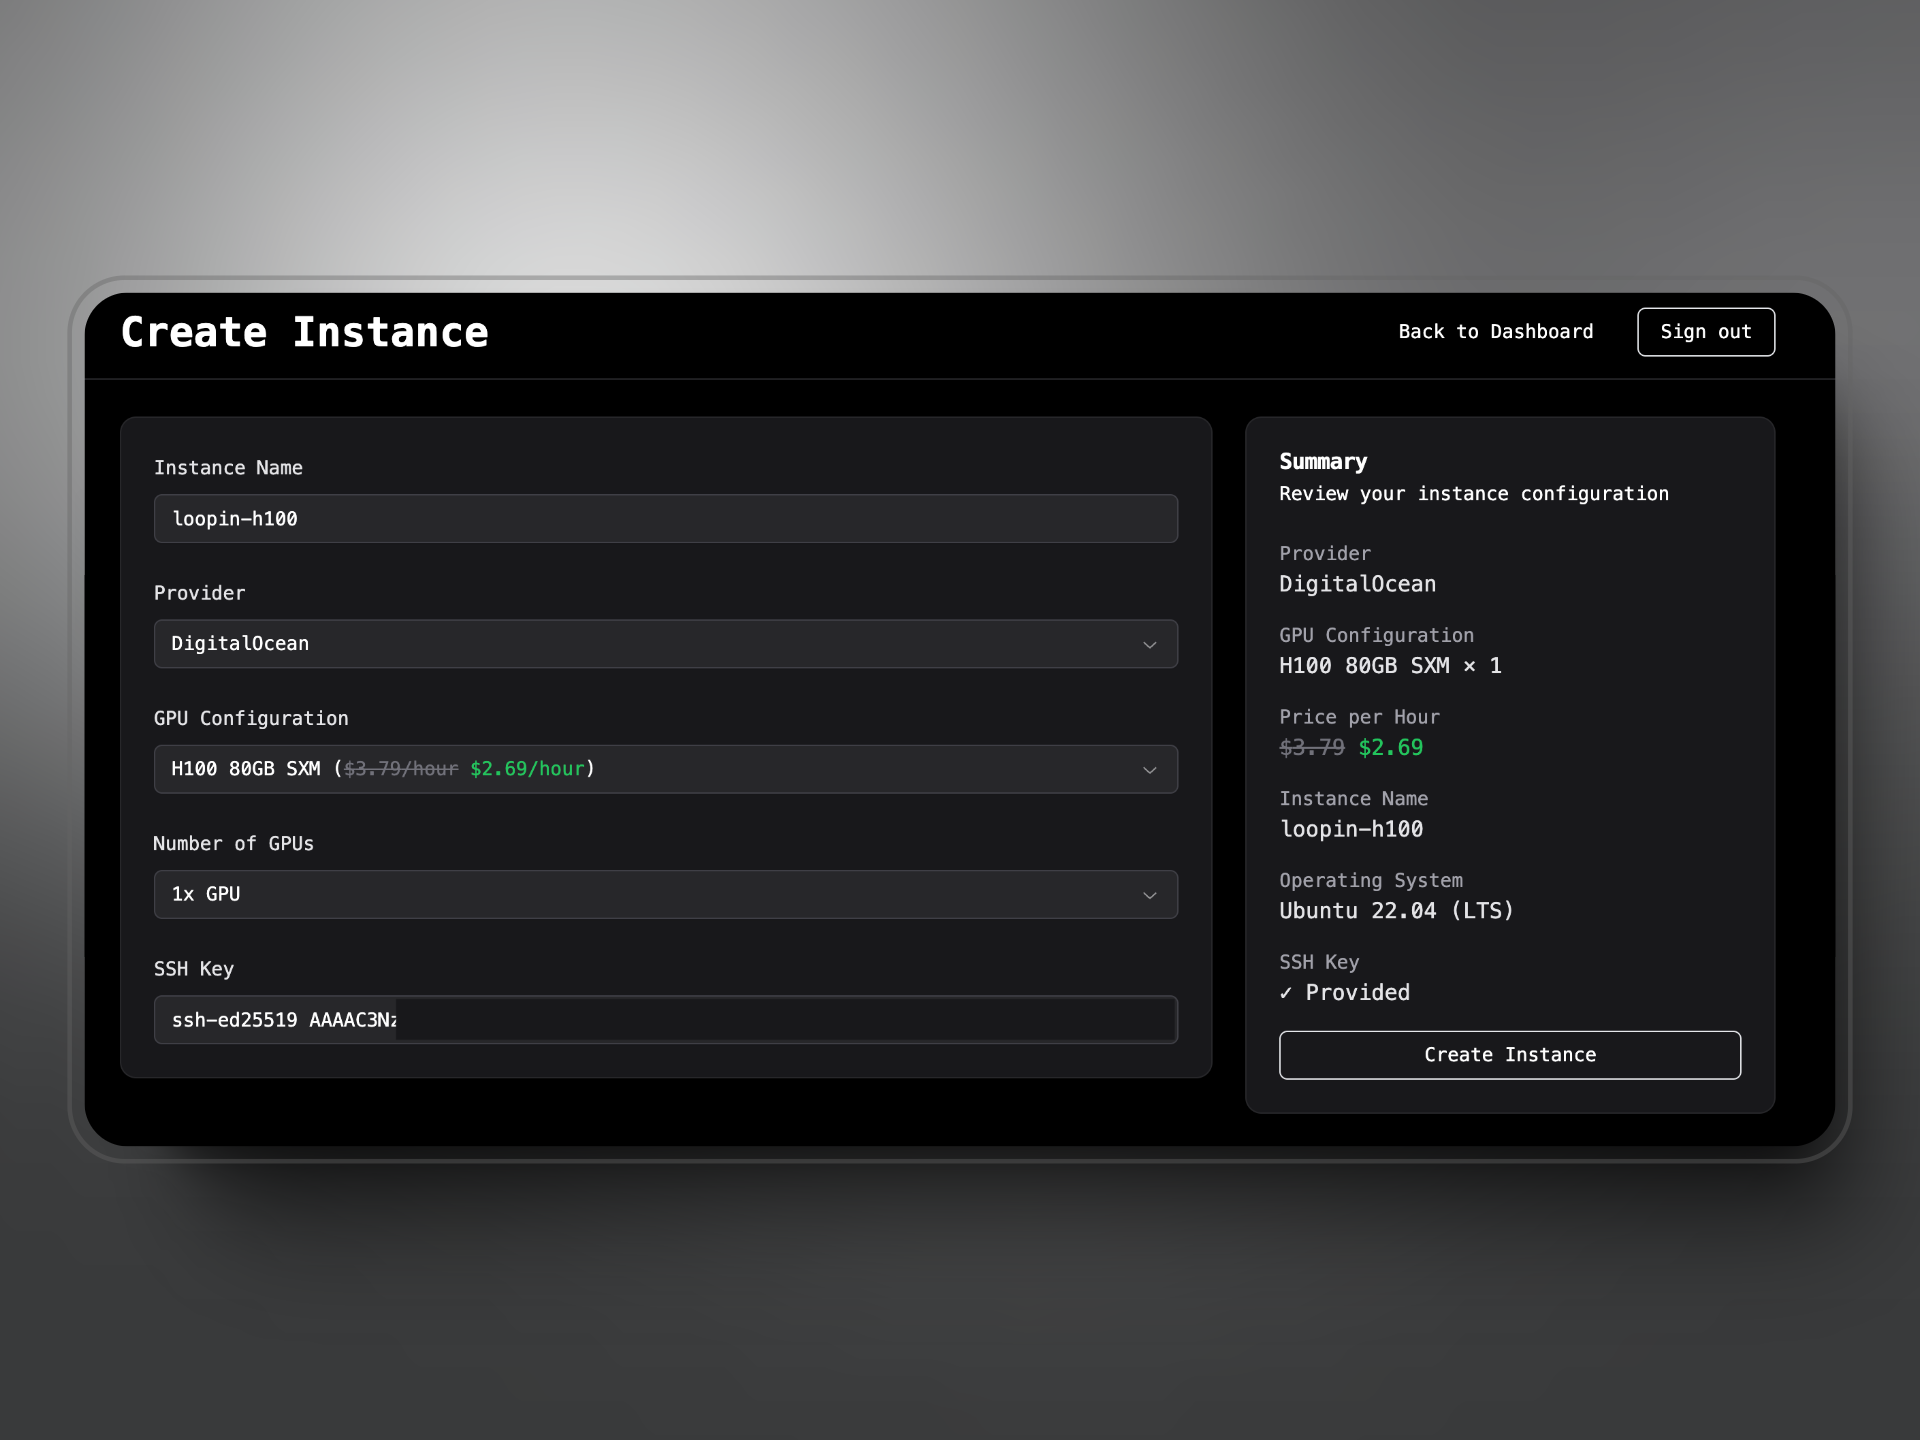 Create Instance
Back to Dashboard
Sign out
Instance Name
loopin-h100
Provider
DigitalOcean
GPU Configuration
H100 80GB SXM ($3.79/hour $2.69/hour)
Number of GPUs
1x GPU
SSH Key
ssh-ed25519 AAAAC3Nz
Summary
Review your instance configuration
Provider
DigitalOcean
GPU Configuration
H100 80GB SXM × 1
Price per Hour
$3.79 $2.69
Instance Name
loopin-h100
Operating System
Ubuntu 22.04 (LTS)
SSH Key
✓ Provided
Create Instance